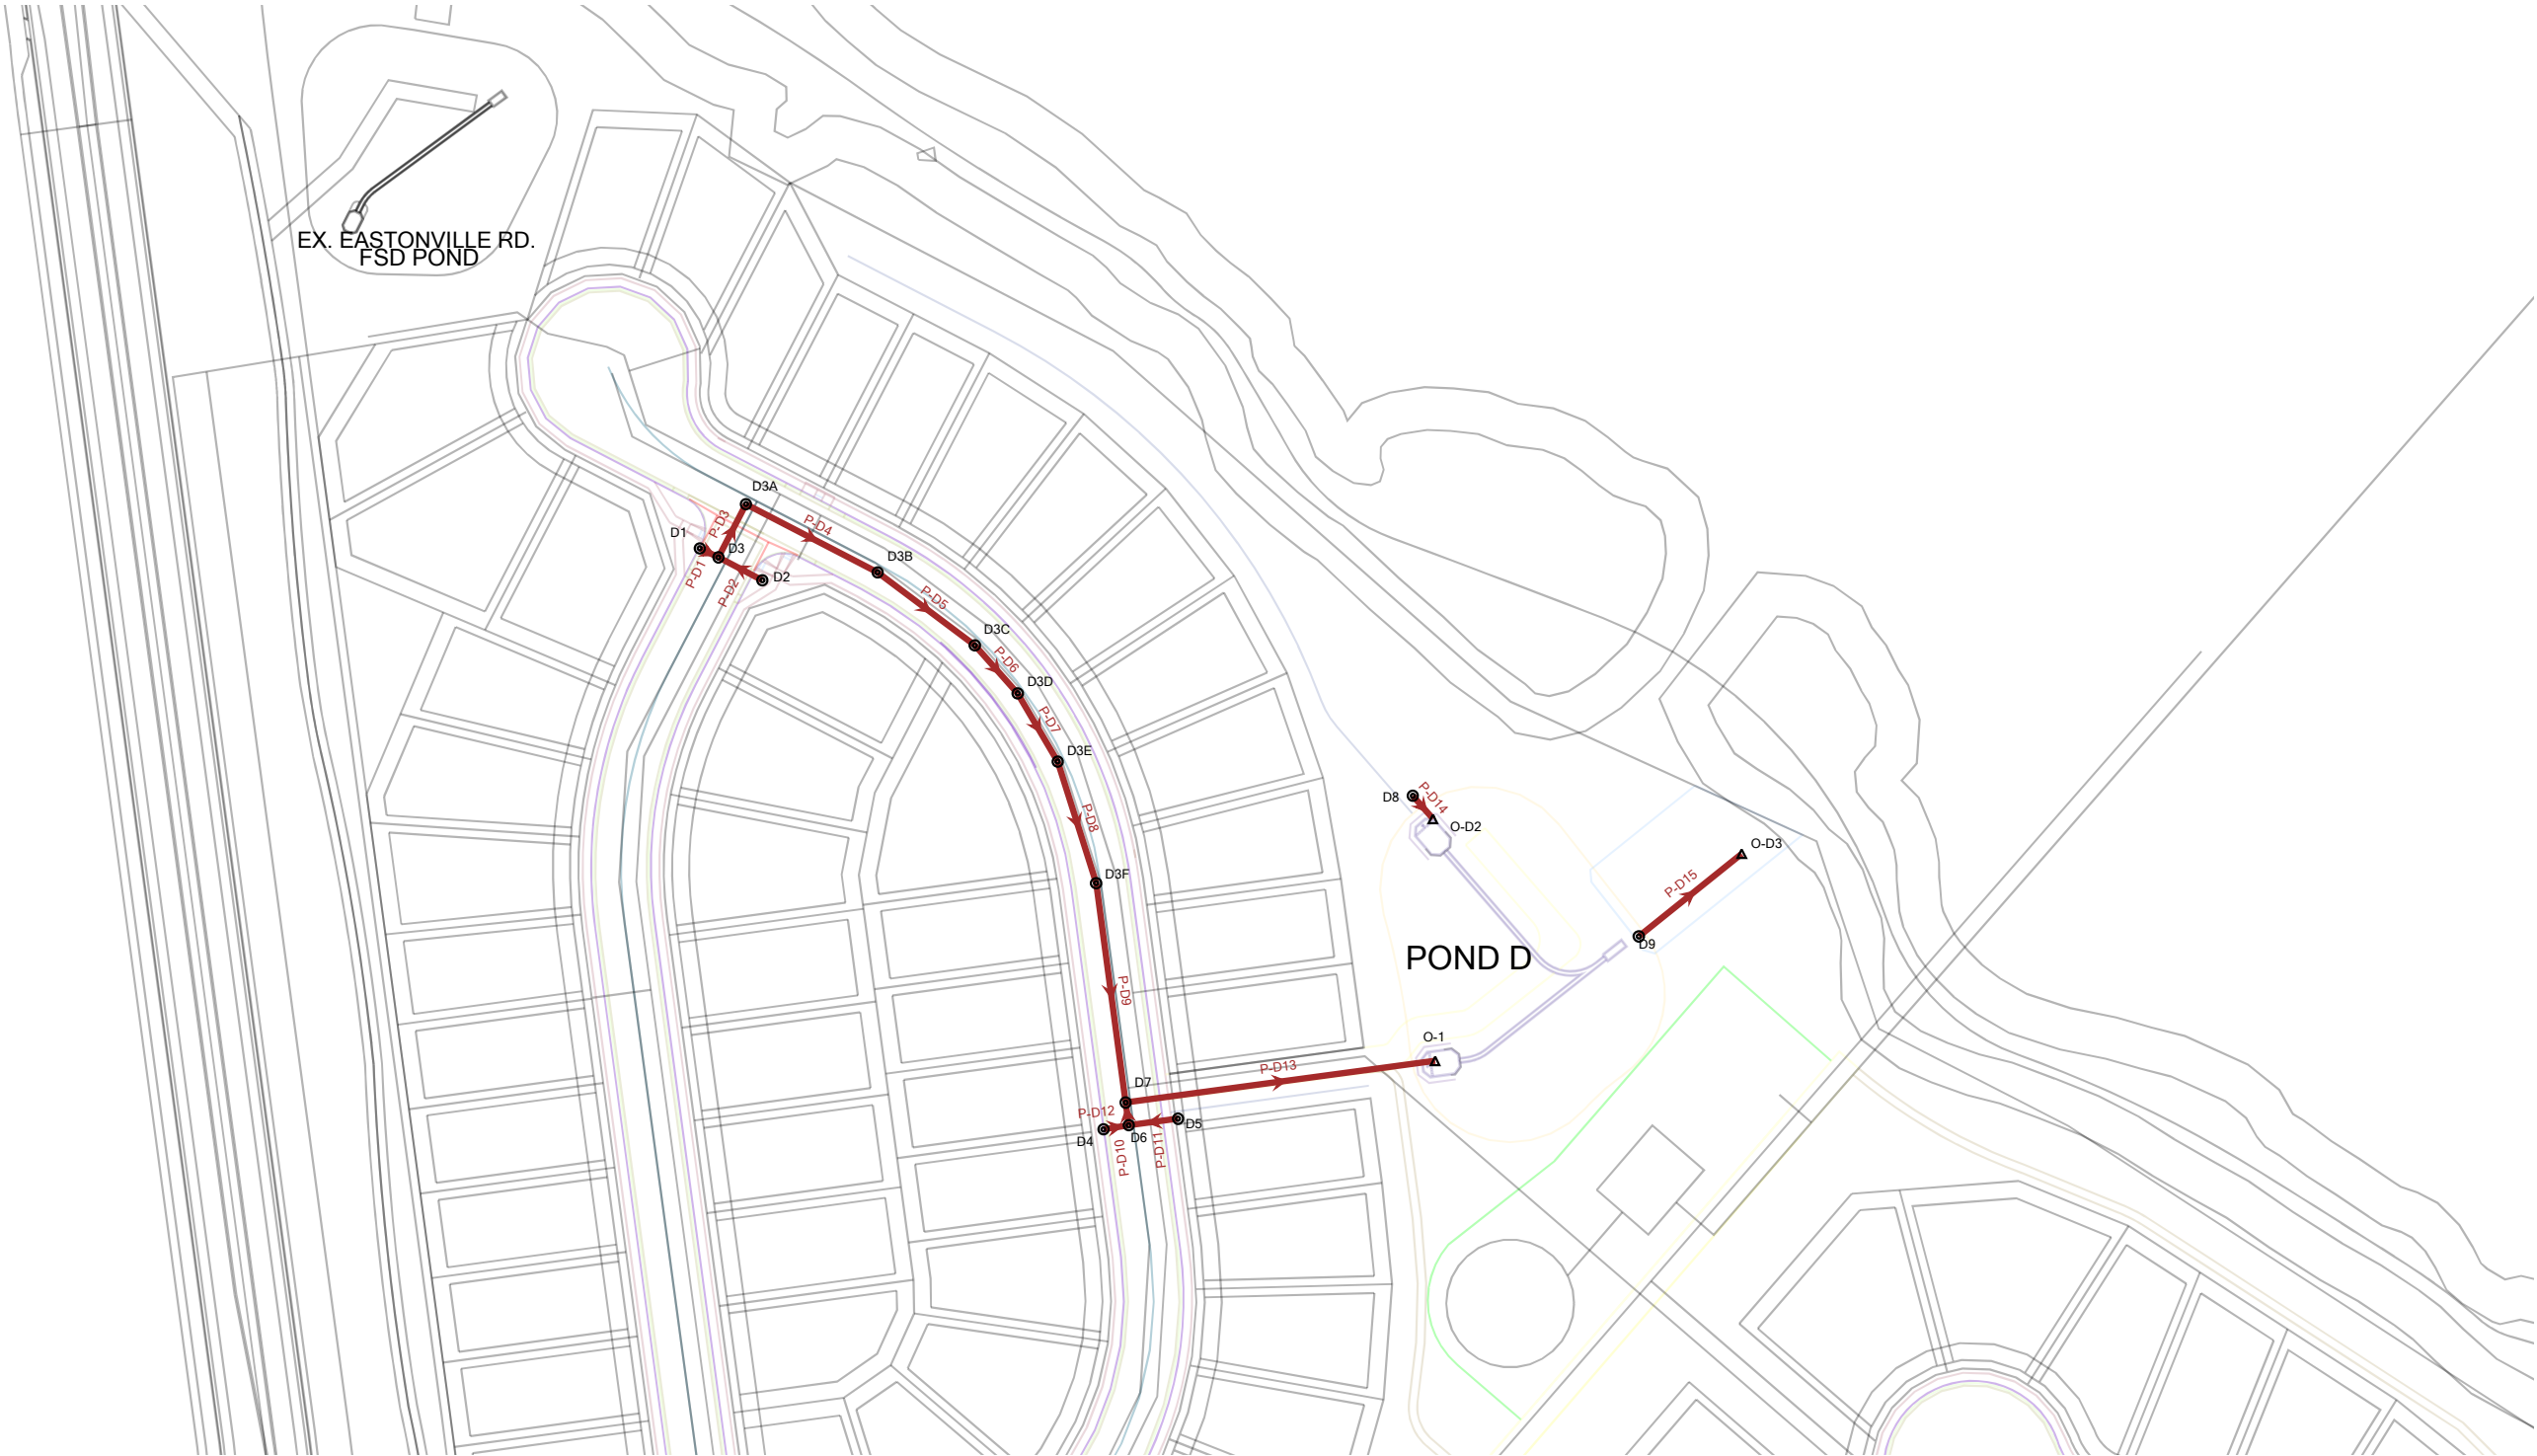 EX. EASTONVILLE RD.
FSD POND
D3A
P-D3
P-D4
D1
D3
D3B
P-D1
P-D2
D2
P-D5
D3C
P-D6
D3D
P-D7
D3E
D8
P-D14
P-D8
O-D2
O-D3
D3F
P-D15
D9
POND D
P-D9
O-1
P-D13
D7
P-D12
D5
D4
D6
P-D10
P-D11